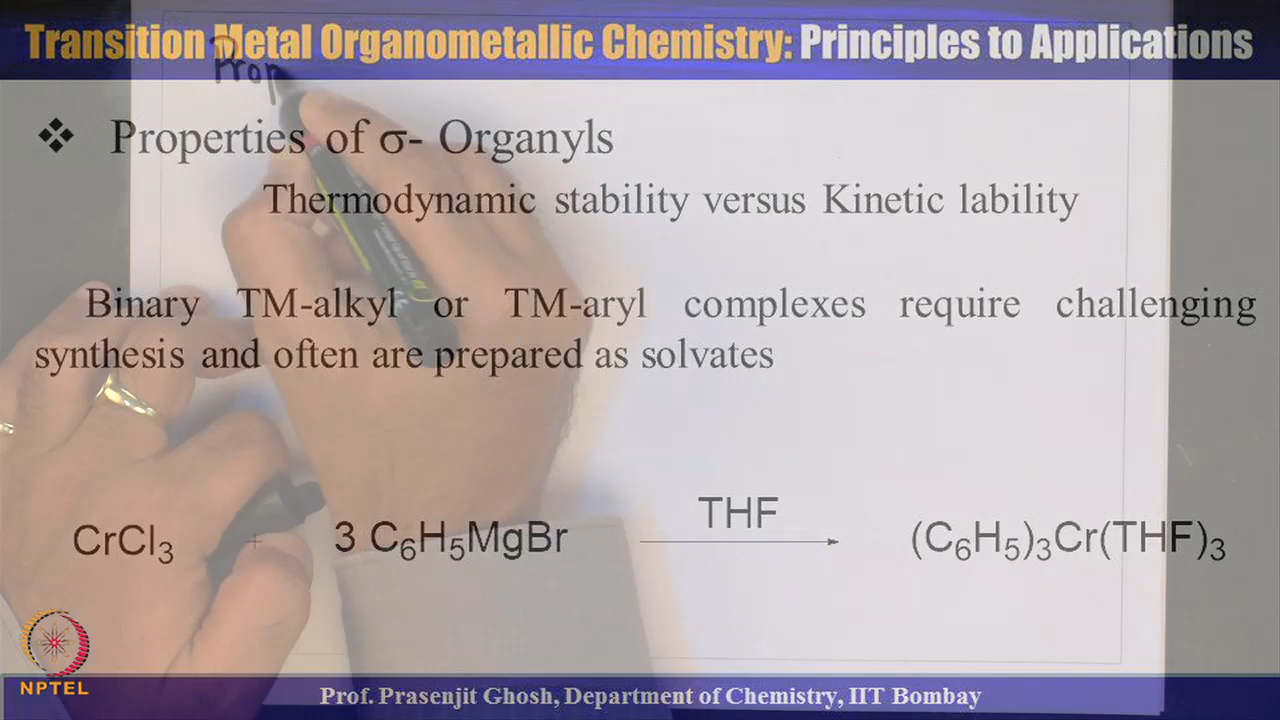 Transition Metal Organometallic Chemistry: Principles to Applications
Prop
❖ Properties of σ- Organyls
Thermodynamic stability versus Kinetic lability
Binary TM-alkyl or TM-aryl complexes require challenging
synthesis and often are prepared as solvates
THF
CrCl₃ + 3 C₆H₅MgBr → (C₆H₅)₃Cr(THF)₃
NPTEL
Prof. Prasenjit Ghosh, Department of Chemistry, IIT Bombay